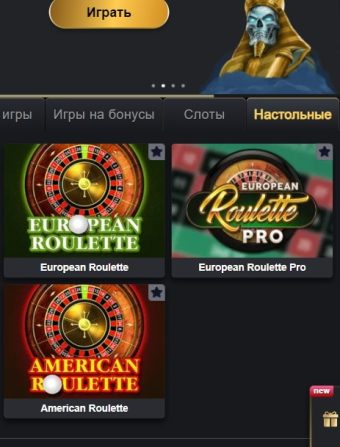 Играть
игры
Игры на бонусы
Слоты
Настольные
EUROPEAN
ROULETTE
EUROPEAN
Roulette
PRO
European Roulette
European Roulette Pro
AMERICAN
ROULETTE
American Roulette
new